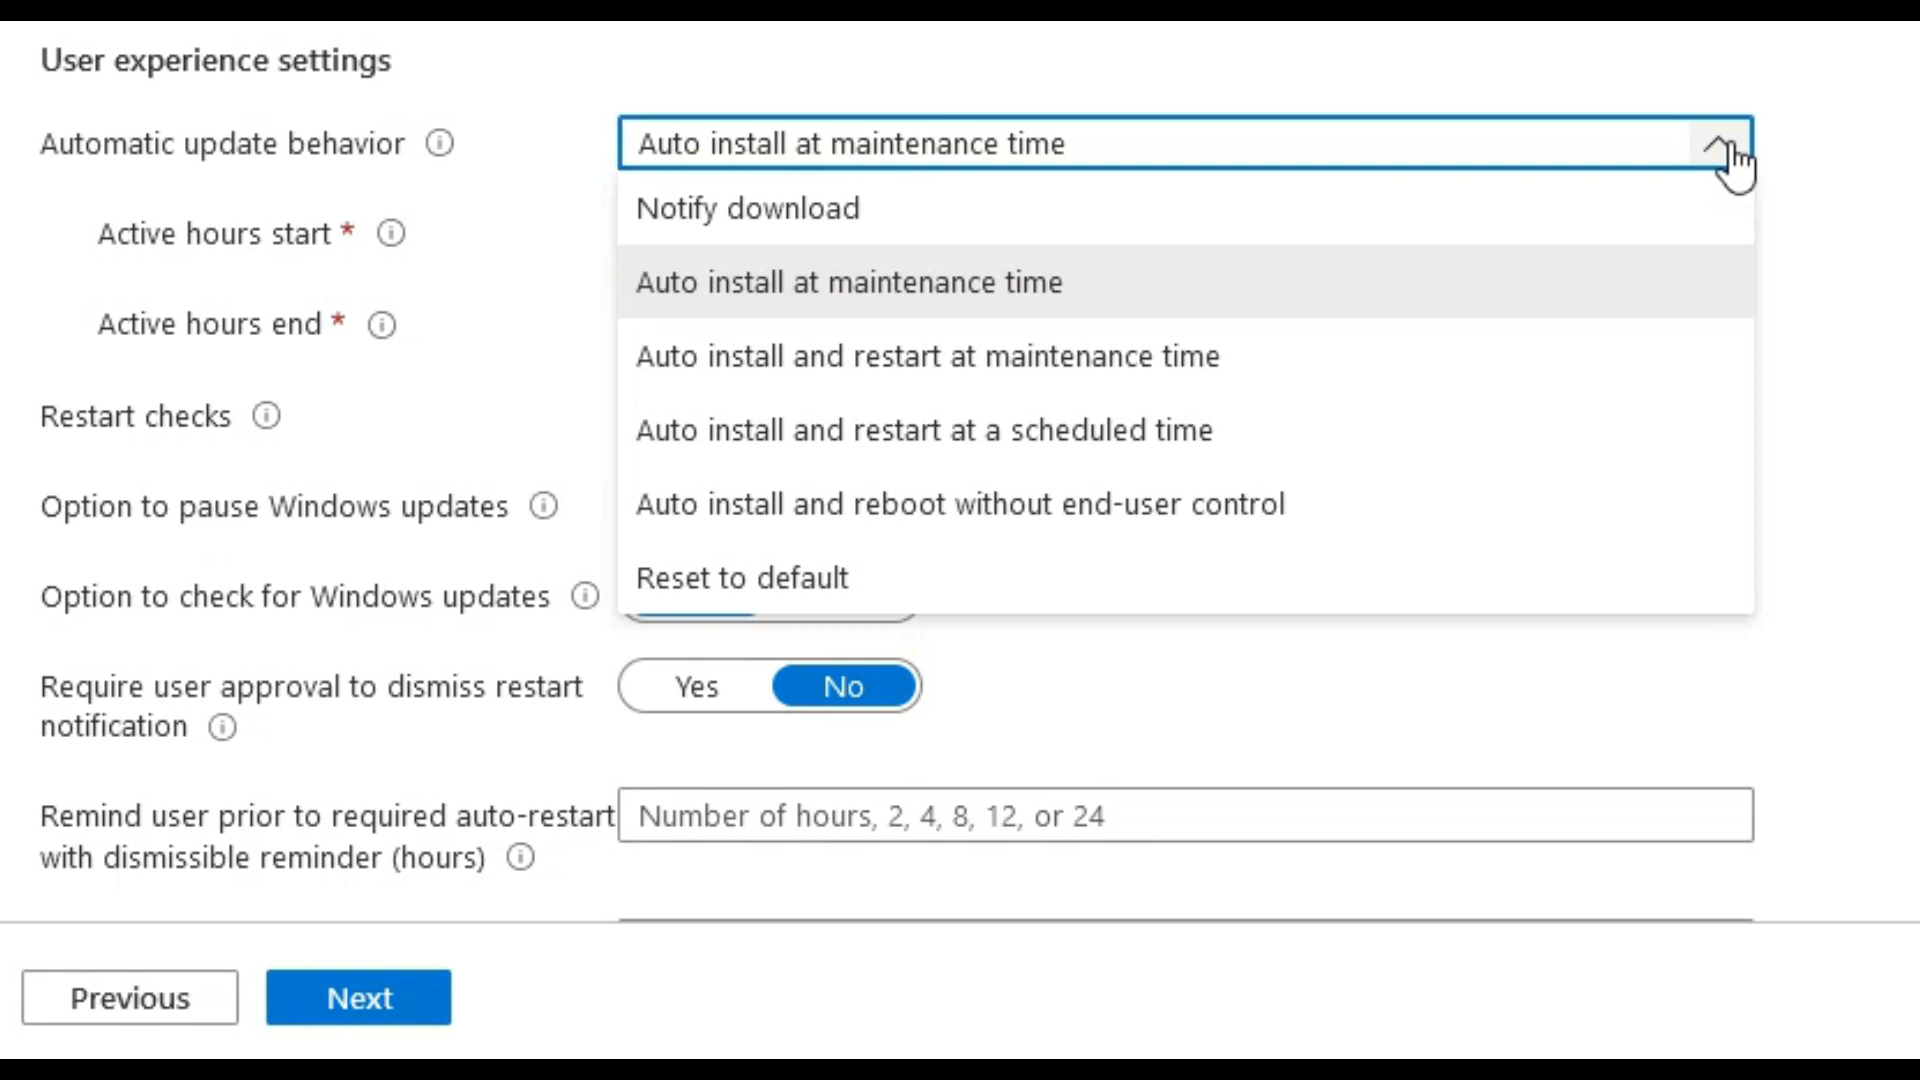 User experience settings
Automatic update behavior
Auto install at maintenance time
Notify download
Active hours start *
Auto install at maintenance time
Active hours end *
Auto install and restart at maintenance time
Restart checks
Auto install and restart at a scheduled time
Option to pause Windows updates
Auto install and reboot without end-user control
Option to check for Windows updates
Reset to default
Require user approval to dismiss restart
notification
Yes
No
Remind user prior to required auto-restart
with dismissible reminder (hours)
Number of hours, 2, 4, 8, 12, or 24
Previous
Next